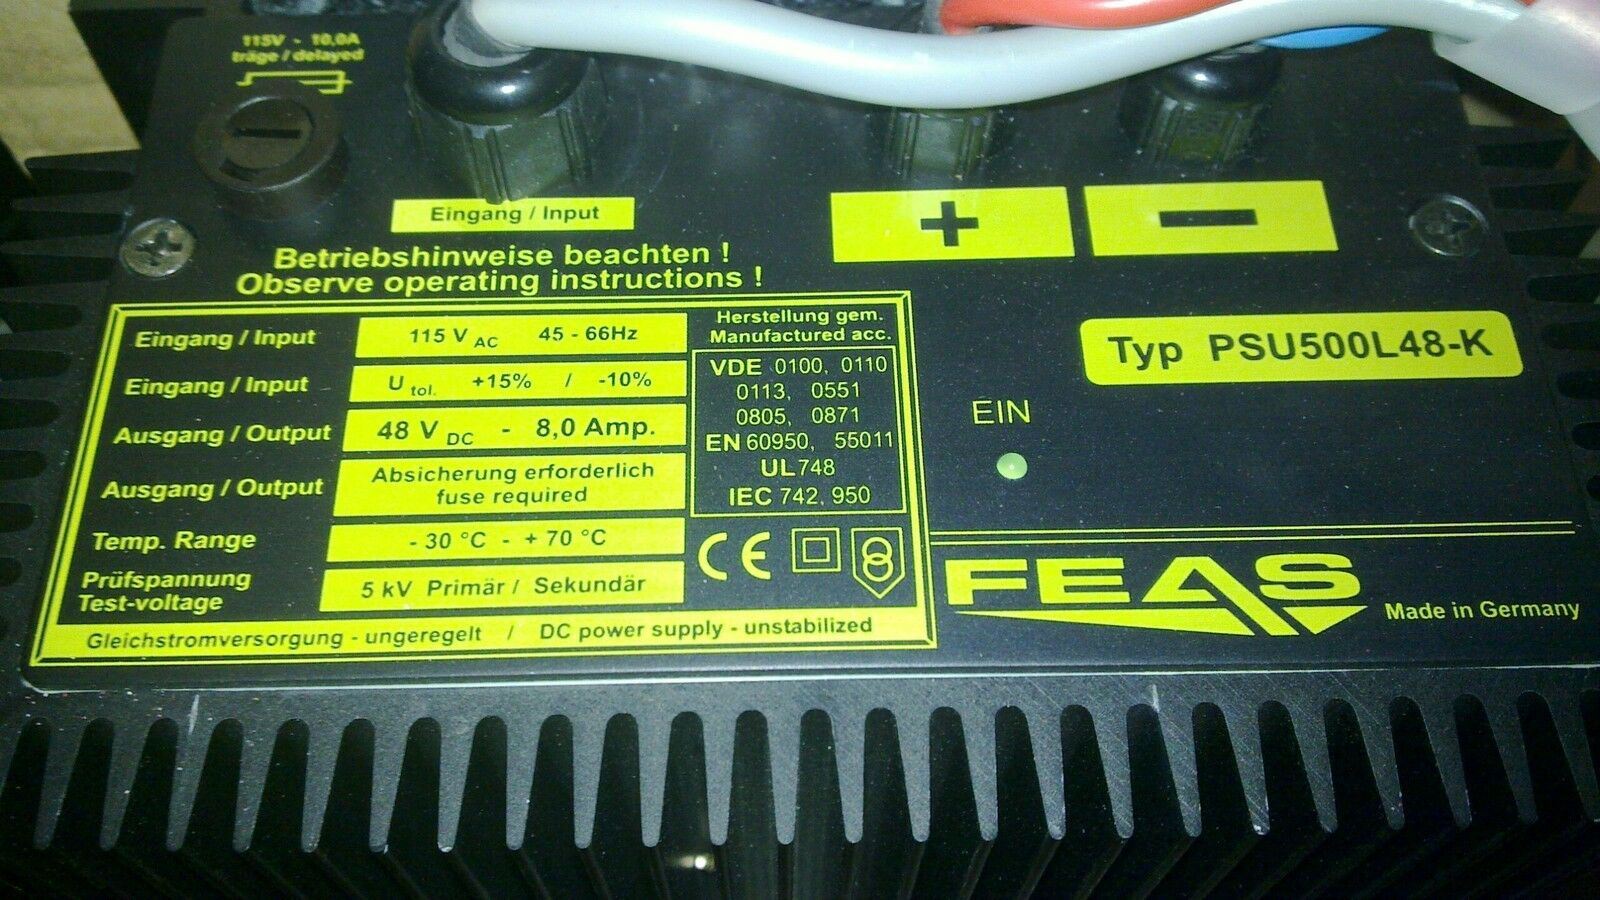 115V - 10,0A
träge / delayed
Eingang / Input
+ −
Betriebshinweise beachten !
Observe operating instructions !
Eingang / Input 115 V AC 45 - 66Hz
Eingang / Input U tol. +15% / -10%
Ausgang / Output 48 V DC - 8,0 Amp.
Ausgang / Output Absicherung erforderlich
fuse required
Temp. Range - 30 °C - + 70 °C
Prüfspannung
Test-voltage 5 kV Primär / Sekundär
Gleichstromversorgung - ungeregelt / DC power supply - unstabilized
Herstellung gem.
Manufactured acc.
VDE 0100, 0110
0113, 0551
0805, 0871
EN 60950, 55011
UL 748
IEC 742, 950
CE
Typ PSU500L48-K
EIN
FEAS
Made in Germany